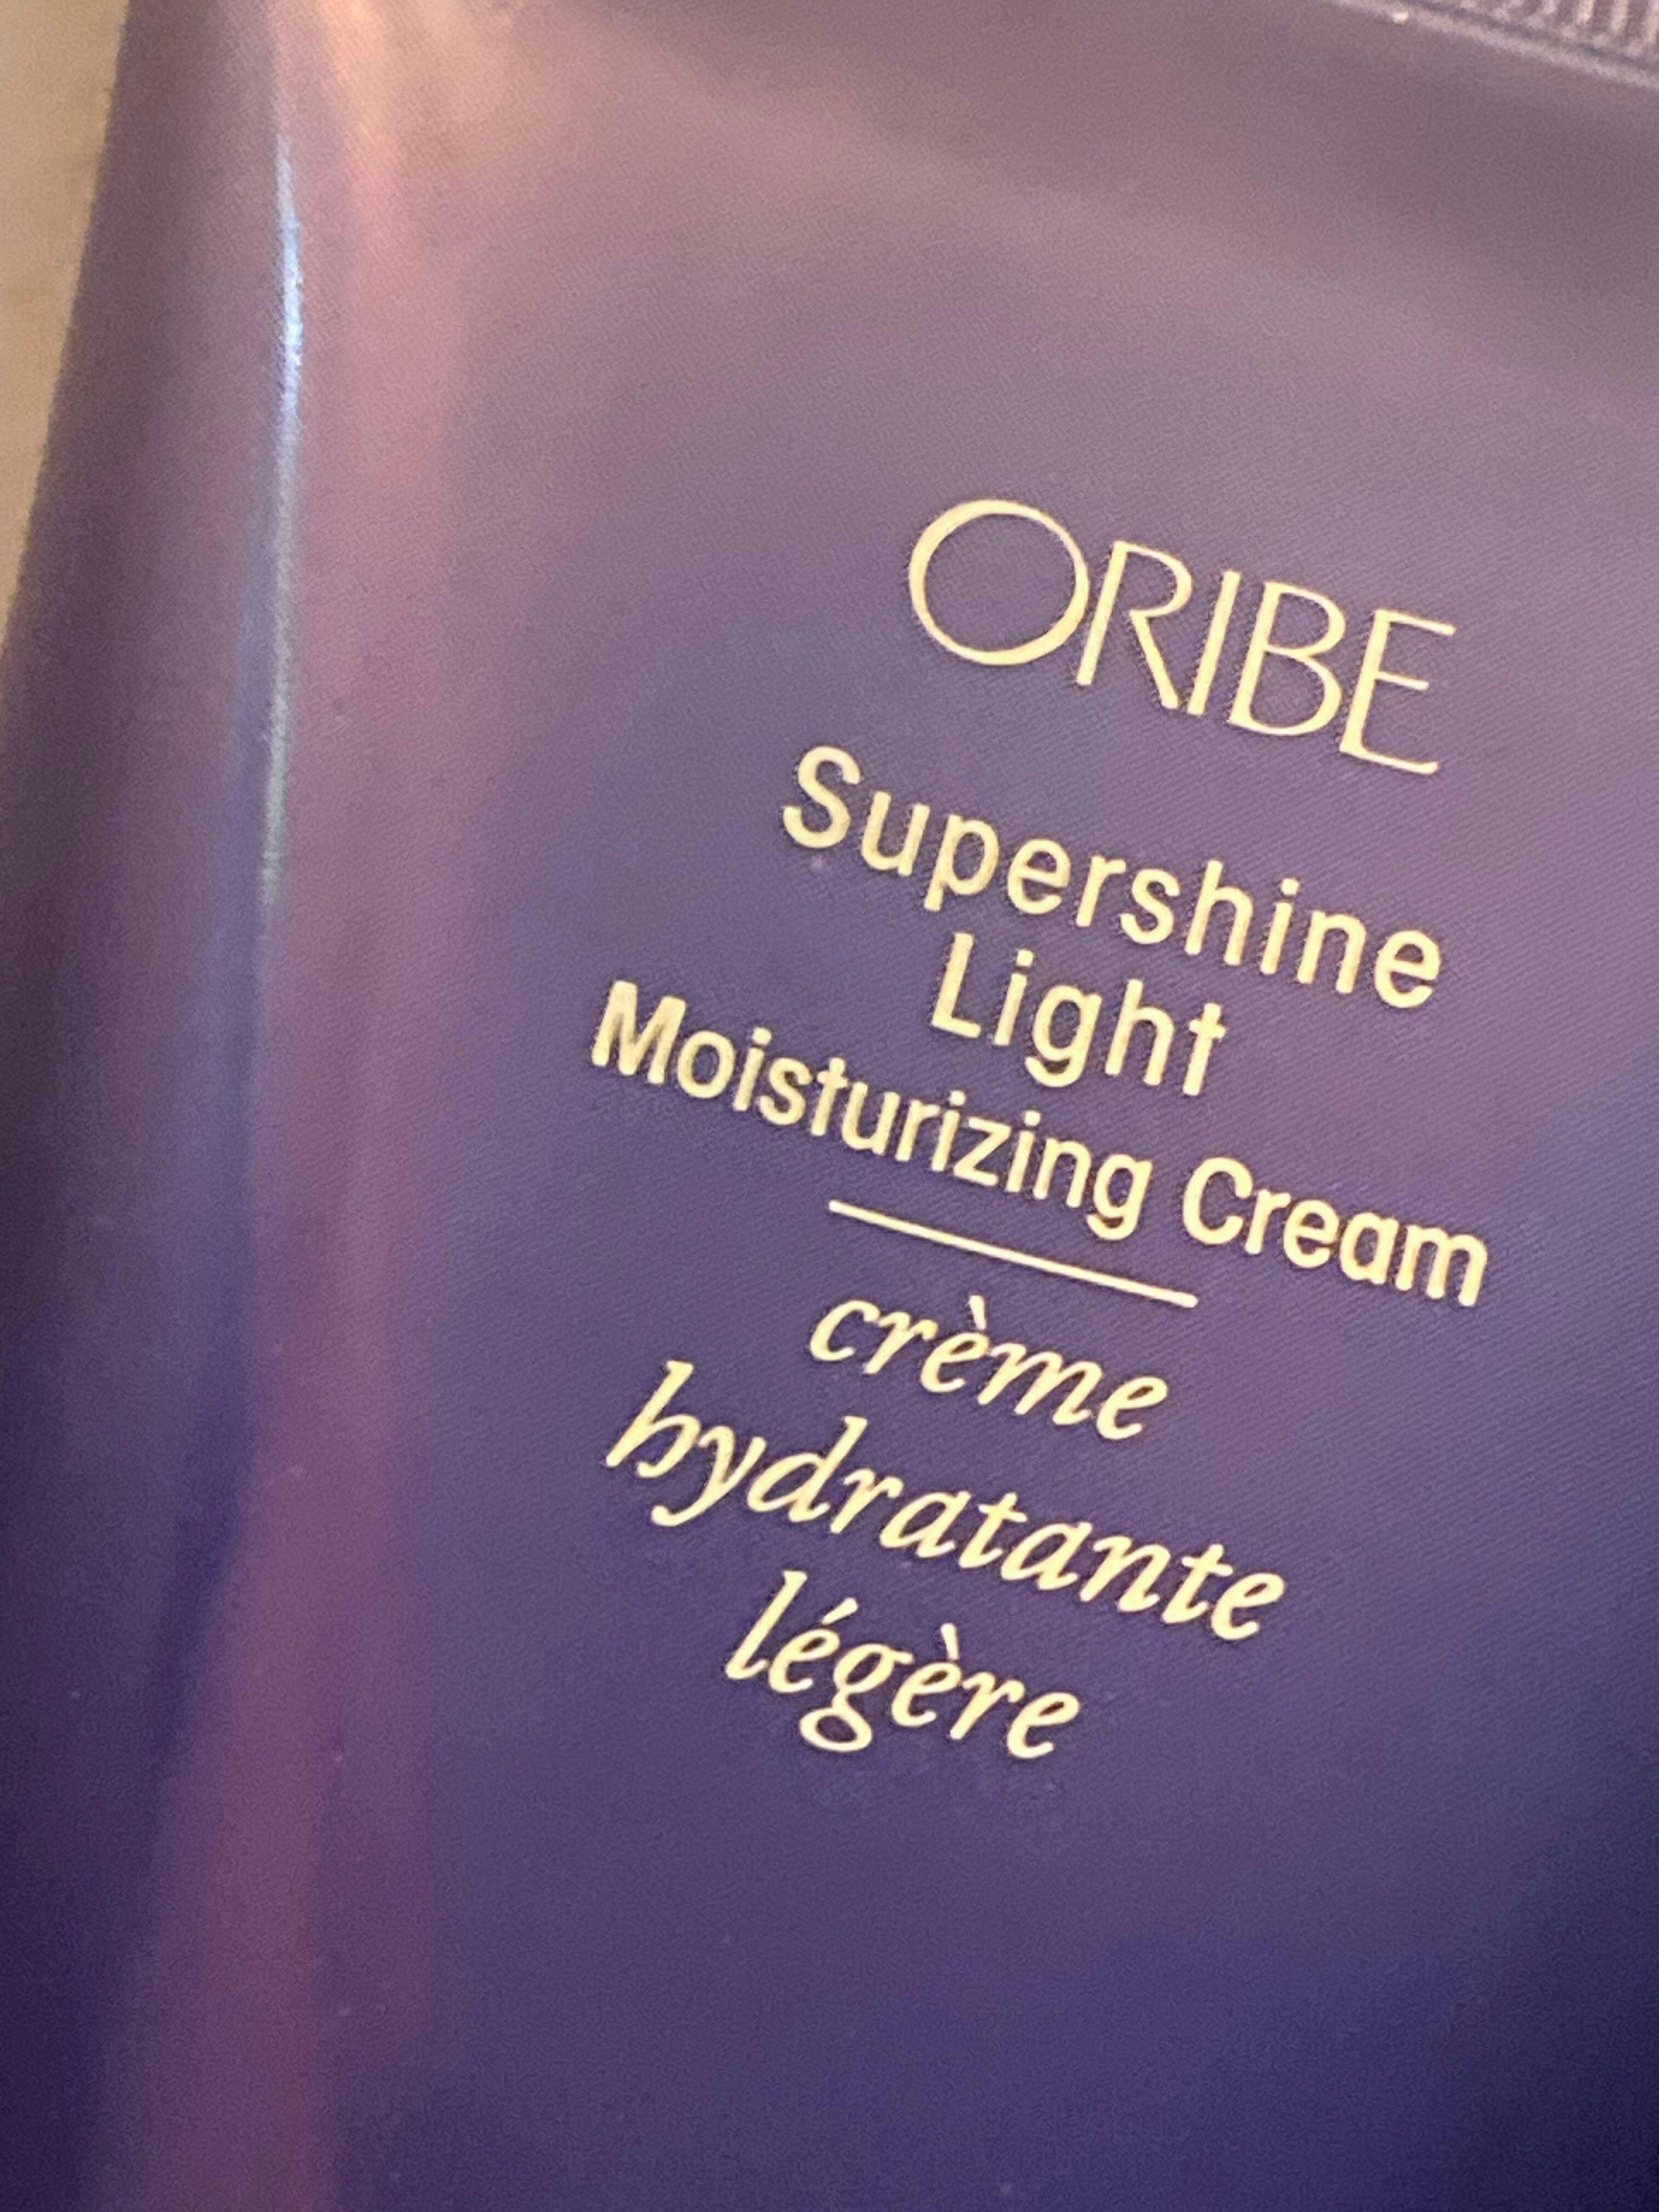 ORIBE
Supershine
Light
Moisturizing Cream
crème
hydratante
légère